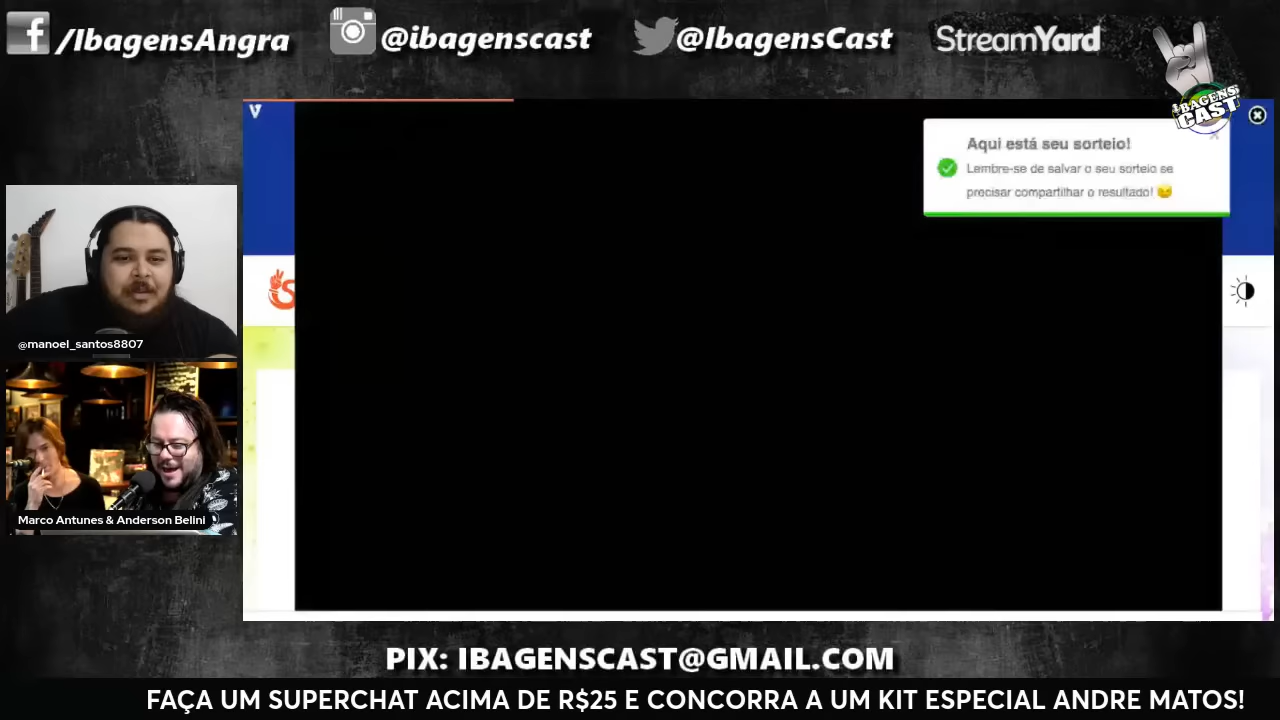 /IbagensAngra
@ibagenscast
@IbagensCast
StreamYard
IBAGENS
CAST
Aqui está seu sorteio!
Lembre-se de salvar o seu sorteio se
precisar compartilhar o resultado! 😉
@manoel_santos8807
Marco Antunes & Anderson Belini
PIX: IBAGENSCAST@GMAIL.COM
FAÇA UM SUPERCHAT ACIMA DE R$25 E CONCORRA A UM KIT ESPECIAL ANDRE MATOS!